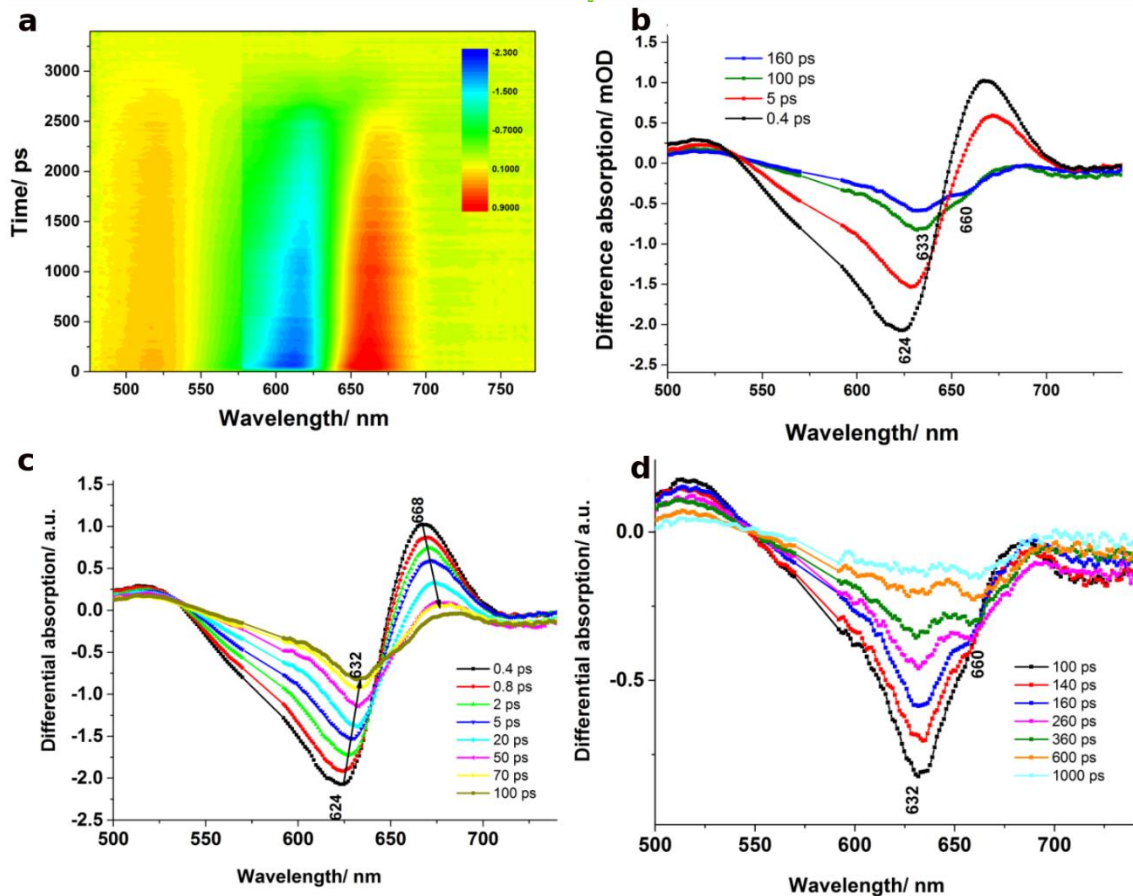 a
Time/ ps
3000
2500
2000
1500
1000
500
0
-2.300
-1.500
-0.7000
0.1000
0.9000
500 550 600 650 700 750
Wavelength/ nm
b
Difference absorption/ mOD
1.5
1.0
0.5
0.0
-0.5
-1.0
-1.5
-2.0
-2.5
160 ps
100 ps
5 ps
0.4 ps
633
660
624
500 550 600 650 700
Wavelength/ nm
c
Differential absorption/ a.u.
1.5
1.0
0.5
0.0
-0.5
-1.0
-1.5
-2.0
-2.5
668
632
624
0.4 ps
0.8 ps
2 ps
5 ps
20 ps
50 ps
70 ps
100 ps
500 550 600 650 700
Wavelength/ nm
d
Differential absorption/ a.u.
0.0
-0.5
660
632
100 ps
140 ps
160 ps
260 ps
360 ps
600 ps
1000 ps
500 550 600 650 700
Wavelength/ nm